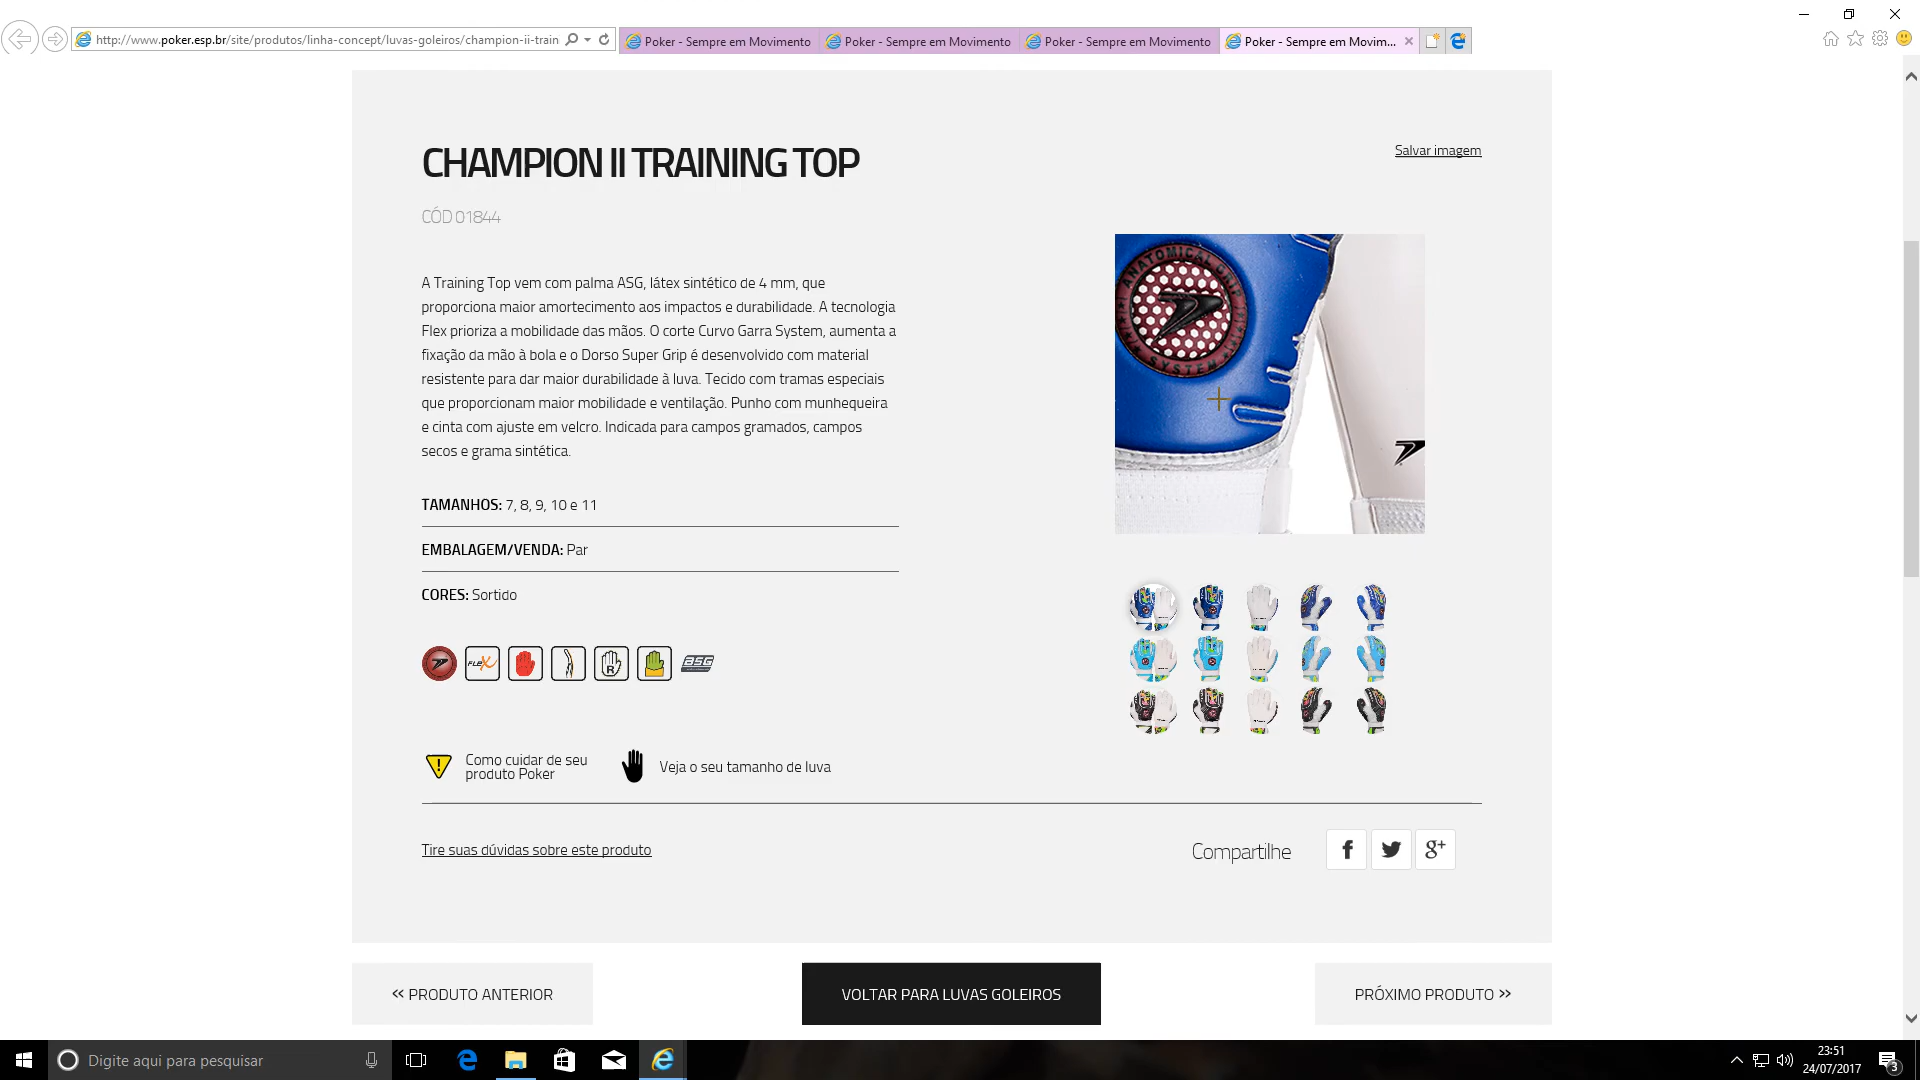 http://www.poker.esp.br/site/produtos/linha-concept/luvas-goleiros/champion-ii-train
Poker - Sempre em Movimento
Poker - Sempre em Movimento
Poker - Sempre em Movimento
Poker - Sempre em Movim...
CHAMPION II TRAINING TOP
Salvar imagem
CÓD 01844
A Training Top vem com palma ASG, látex sintético de 4 mm, que
proporciona maior amortecimento aos impactos e durabilidade. A tecnologia
Flex prioriza a mobilidade das mãos. O corte Curvo Garra System, aumenta a
fixação da mão à bola e o Dorso Super Grip é desenvolvido com material
resistente para dar maior durabilidade à luva. Tecido com tramas especiais
que proporcionam maior mobilidade e ventilação. Punho com munhequeira
e cinta com ajuste em velcro. Indicada para campos gramados, campos
secos e grama sintética.
ANATOMICAL GRIP
SYSTEM
TAMANHOS: 7, 8, 9, 10 e 11
EMBALAGEM/VENDA: Par
CORES: Sortido
FLEX
R
ASG
Como cuidar de seu
produto Poker
Veja o seu tamanho de luva
Tire suas dúvidas sobre este produto
Compartilhe
f
g+
« PRODUTO ANTERIOR
VOLTAR PARA LUVAS GOLEIROS
PRÓXIMO PRODUTO »
Digite aqui para pesquisar
23:51
24/07/2017
3